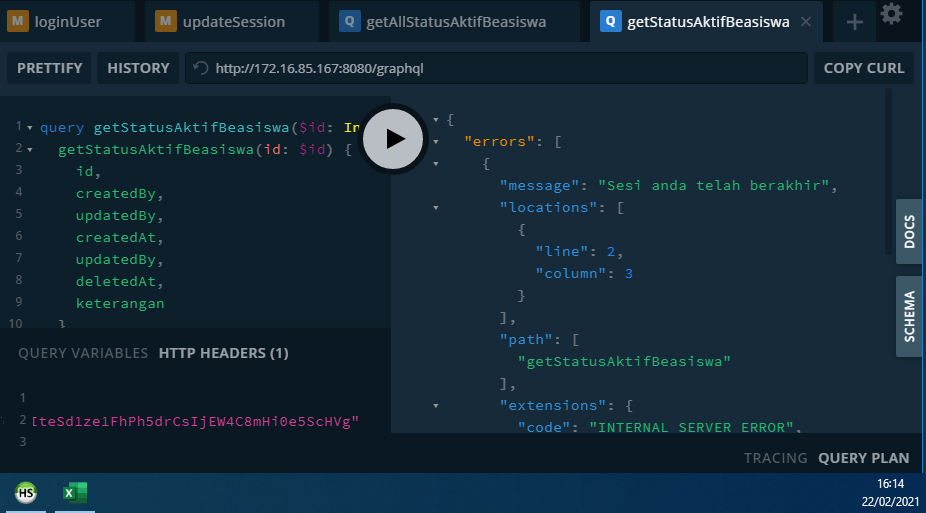 M loginUser
M updateSession
Q getAllStatusAktifBeasiswa
Q getStatusAktifBeasiswa ×
+
PRETTIFY
HISTORY
http://172.16.85.167:8080/graphql
COPY CURL
1 query getStatusAktifBeasiswa($id: In
2 getStatusAktifBeasiswa(id: $id) {
3 id,
4 createdBy,
5 updatedBy,
6 createdAt,
7 updatedBy,
8 deletedAt,
9 keterangan
10 }
{
"errors": [
{
"message": "Sesi anda telah berakhir",
"locations": [
{
"line": 2,
"column": 3
}
],
"path": [
"getStatusAktifBeasiswa"
],
"extensions": {
"code": "INTERNAL_SERVER_ERROR",
DOCS
SCHEMA
QUERY VARIABLES HTTP HEADERS (1)
1
2 teSd1ze1FhPh5drCsIjEW4C8mHi0e5ScHVg"
3
TRACING QUERY PLAN
HS
X
16:14
22/02/2021